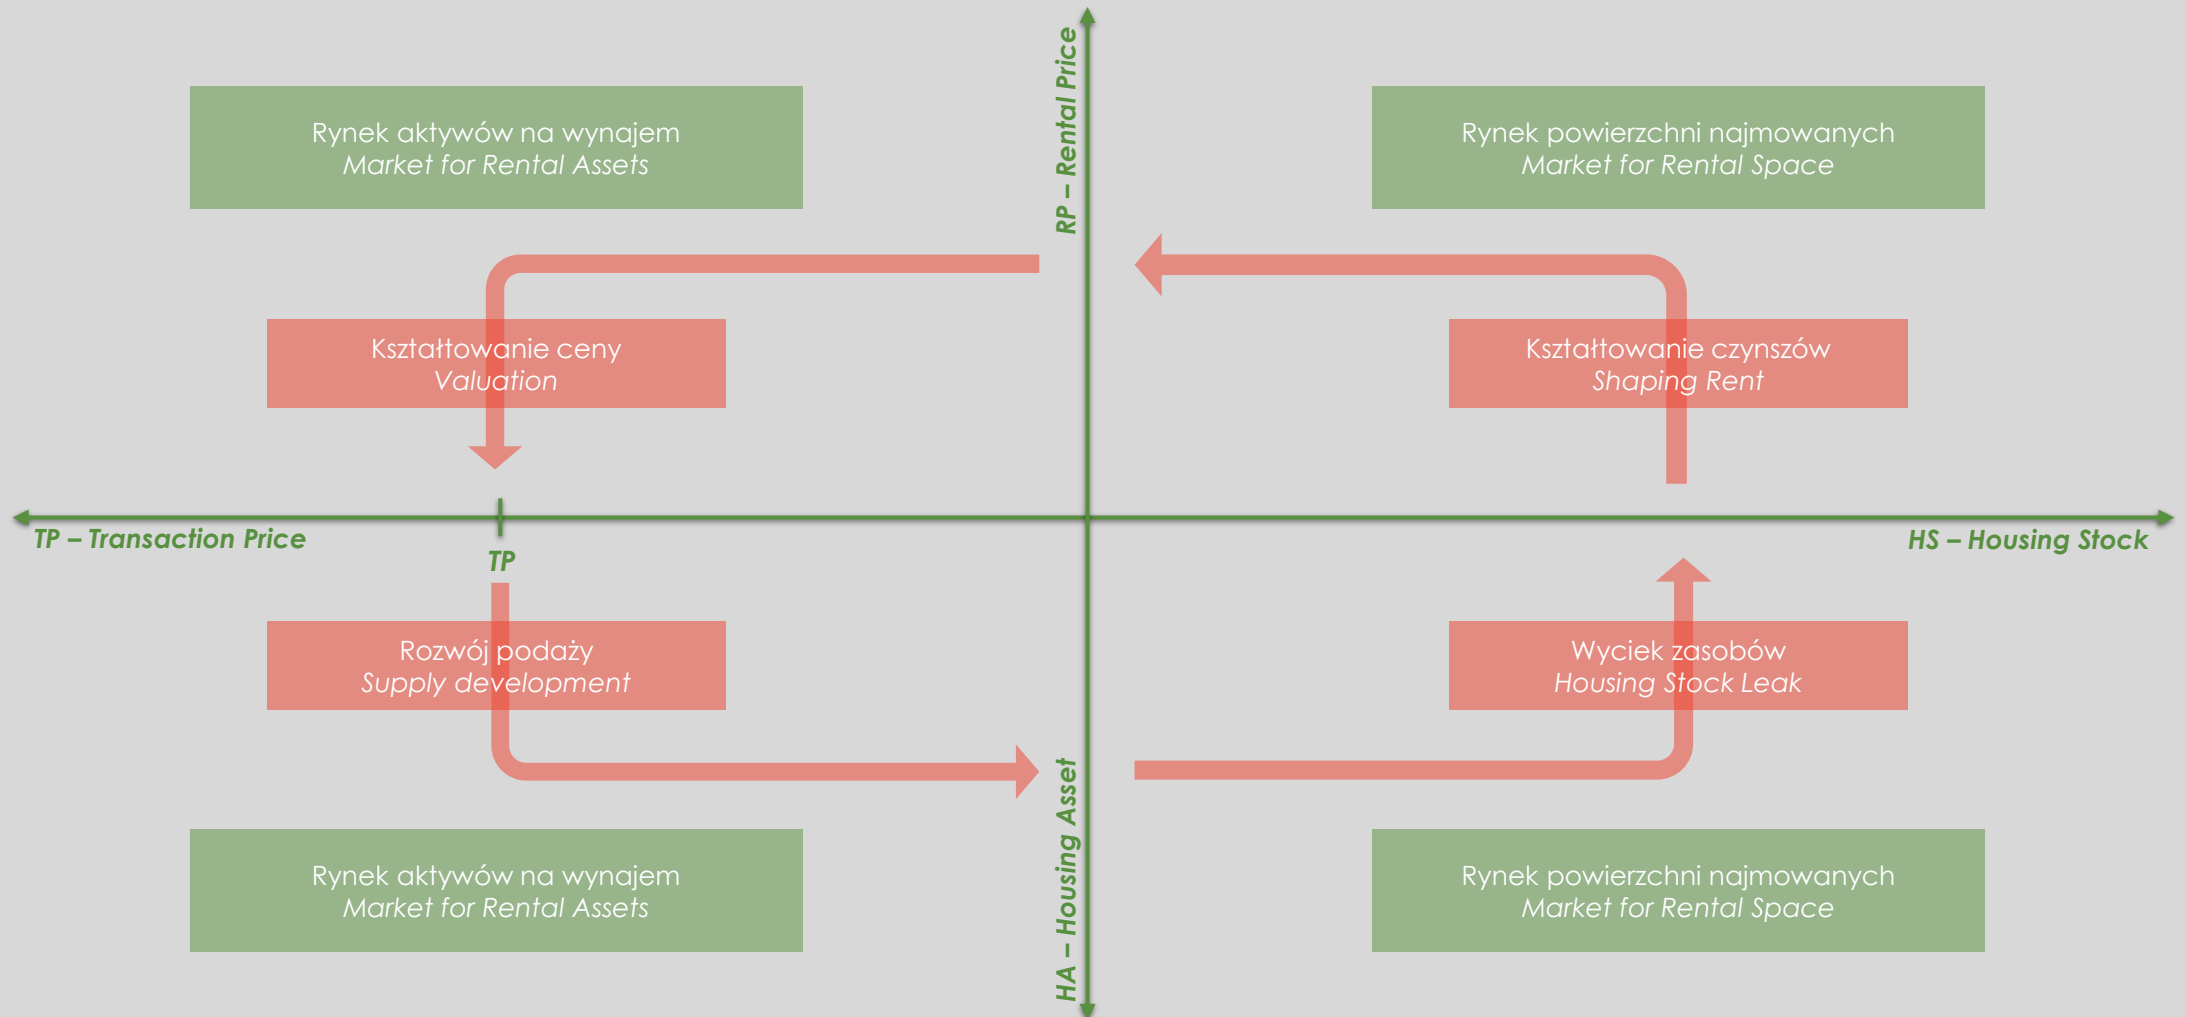 RP – Rental Price
Rynek aktywów na wynajem
Market for Rental Assets
Rynek powierzchni najmowanych
Market for Rental Space
Kształtowanie ceny
Valuation
Kształtowanie czynszów
Shaping Rent
TP – Transaction Price
TP
HS – Housing Stock
Rozwój podaży
Supply development
Wyciek zasobów
Housing Stock Leak
HA – Housing Asset
Rynek aktywów na wynajem
Market for Rental Assets
Rynek powierzchni najmowanych
Market for Rental Space